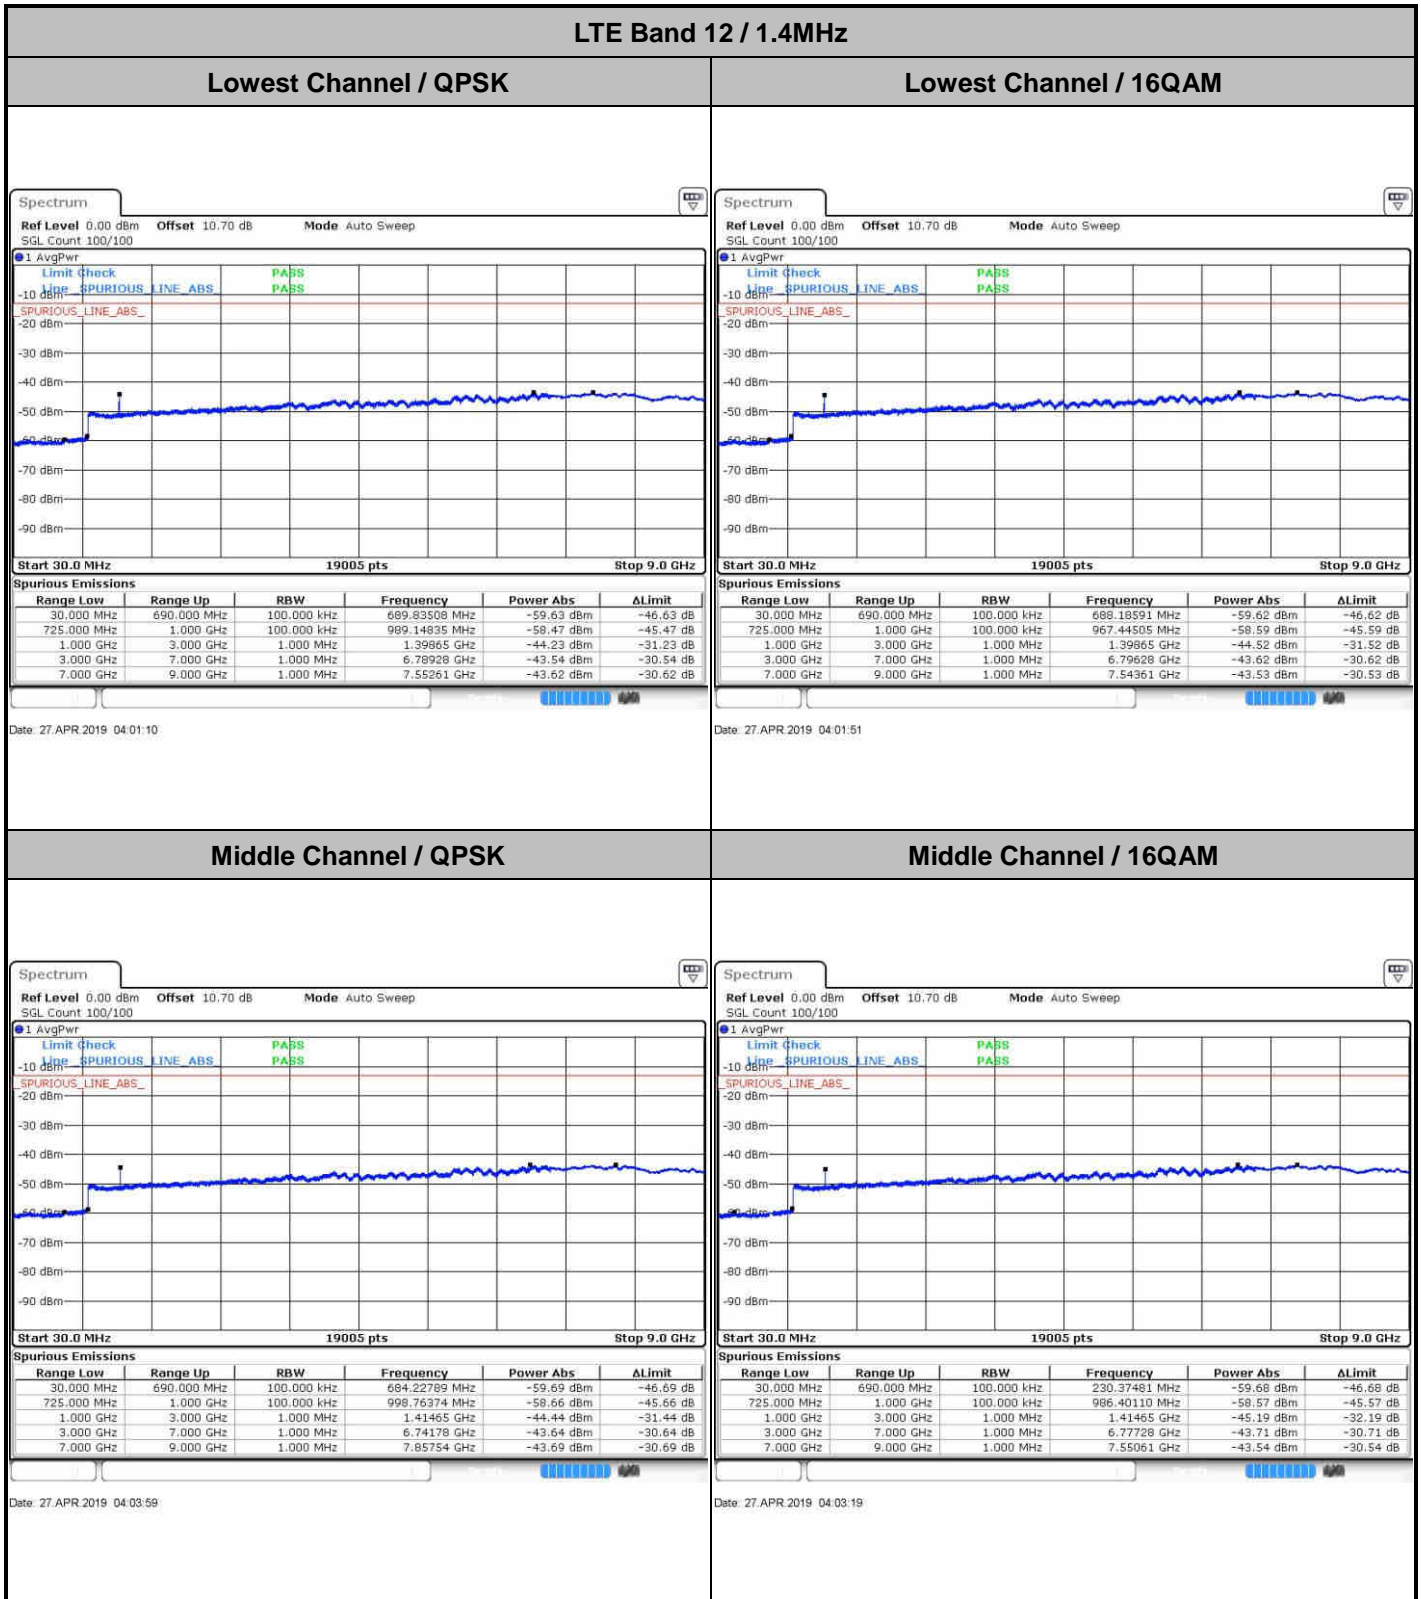 LTE Band 12 / 1.4MHz
Lowest Channel / QPSK
Lowest Channel / 16QAM
Spectrum
Ref Level 0.00 dBm Offset 10.70 dB Mode Auto Sweep
SGL Count 100/100
1 AvgPwr
Limit Check PASS
Line _SPURIOUS_LINE_ABS_ PASS
-10 dBm
_SPURIOUS_LINE_ABS_
-20 dBm
-30 dBm
-40 dBm
-50 dBm
-60 dBm
-70 dBm
-80 dBm
-90 dBm
Start 30.0 MHz 19005 pts Stop 9.0 GHz
Spurious Emissions
Range Low Range Up RBW Frequency Power Abs ΔLimit
30.000 MHz 690.000 MHz 100.000 kHz 689.83508 MHz -59.63 dBm -46.63 dB
725.000 MHz 1.000 GHz 100.000 kHz 989.14835 MHz -58.47 dBm -45.47 dB
1.000 GHz 3.000 GHz 1.000 MHz 1.39865 GHz -44.23 dBm -31.23 dB
3.000 GHz 7.000 GHz 1.000 MHz 6.78928 GHz -43.54 dBm -30.54 dB
7.000 GHz 9.000 GHz 1.000 MHz 7.55261 GHz -43.62 dBm -30.62 dB
Date: 27.APR.2019 04:01:10
Spectrum
Ref Level 0.00 dBm Offset 10.70 dB Mode Auto Sweep
SGL Count 100/100
1 AvgPwr
Limit Check PASS
Line _SPURIOUS_LINE_ABS_ PASS
-10 dBm
_SPURIOUS_LINE_ABS_
-20 dBm
-30 dBm
-40 dBm
-50 dBm
-60 dBm
-70 dBm
-80 dBm
-90 dBm
Start 30.0 MHz 19005 pts Stop 9.0 GHz
Spurious Emissions
Range Low Range Up RBW Frequency Power Abs ΔLimit
30.000 MHz 690.000 MHz 100.000 kHz 688.18591 MHz -59.62 dBm -46.62 dB
725.000 MHz 1.000 GHz 100.000 kHz 967.44505 MHz -58.59 dBm -45.59 dB
1.000 GHz 3.000 GHz 1.000 MHz 1.39865 GHz -44.52 dBm -31.52 dB
3.000 GHz 7.000 GHz 1.000 MHz 6.79628 GHz -43.62 dBm -30.62 dB
7.000 GHz 9.000 GHz 1.000 MHz 7.54361 GHz -43.53 dBm -30.53 dB
Date: 27.APR.2019 04:01:51
Middle Channel / QPSK
Middle Channel / 16QAM
Spectrum
Ref Level 0.00 dBm Offset 10.70 dB Mode Auto Sweep
SGL Count 100/100
1 AvgPwr
Limit Check PASS
Line _SPURIOUS_LINE_ABS_ PASS
-10 dBm
_SPURIOUS_LINE_ABS_
-20 dBm
-30 dBm
-40 dBm
-50 dBm
-60 dBm
-70 dBm
-80 dBm
-90 dBm
Start 30.0 MHz 19005 pts Stop 9.0 GHz
Spurious Emissions
Range Low Range Up RBW Frequency Power Abs ΔLimit
30.000 MHz 690.000 MHz 100.000 kHz 684.22789 MHz -59.69 dBm -46.69 dB
725.000 MHz 1.000 GHz 100.000 kHz 998.76374 MHz -58.66 dBm -45.66 dB
1.000 GHz 3.000 GHz 1.000 MHz 1.41465 GHz -44.44 dBm -31.44 dB
3.000 GHz 7.000 GHz 1.000 MHz 6.74178 GHz -43.64 dBm -30.64 dB
7.000 GHz 9.000 GHz 1.000 MHz 7.85754 GHz -43.69 dBm -30.69 dB
Date: 27.APR.2019 04:03:59
Spectrum
Ref Level 0.00 dBm Offset 10.70 dB Mode Auto Sweep
SGL Count 100/100
1 AvgPwr
Limit Check PASS
Line _SPURIOUS_LINE_ABS_ PASS
-10 dBm
_SPURIOUS_LINE_ABS_
-20 dBm
-30 dBm
-40 dBm
-50 dBm
-60 dBm
-70 dBm
-80 dBm
-90 dBm
Start 30.0 MHz 19005 pts Stop 9.0 GHz
Spurious Emissions
Range Low Range Up RBW Frequency Power Abs ΔLimit
30.000 MHz 690.000 MHz 100.000 kHz 230.37481 MHz -59.68 dBm -46.68 dB
725.000 MHz 1.000 GHz 100.000 kHz 986.40110 MHz -58.57 dBm -45.57 dB
1.000 GHz 3.000 GHz 1.000 MHz 1.41465 GHz -45.19 dBm -32.19 dB
3.000 GHz 7.000 GHz 1.000 MHz 6.77728 GHz -43.71 dBm -30.71 dB
7.000 GHz 9.000 GHz 1.000 MHz 7.55061 GHz -43.54 dBm -30.54 dB
Date: 27.APR.2019 04:03:19